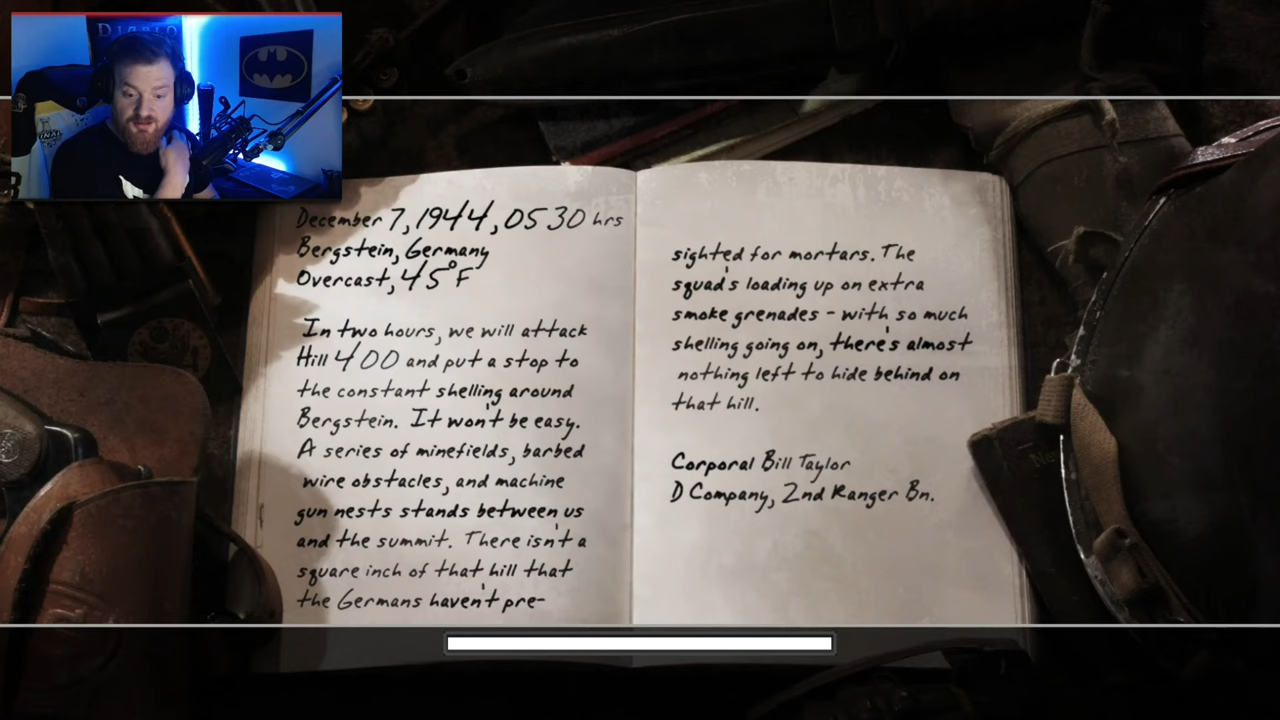 DIABLO
December 7, 1944, 0530 hrs
Bergstein, Germany
Overcast, 45°F
In two hours, we will attack
Hill 400 and put a stop to
the constant shelling around
Bergstein. It won't be easy.
A series of minefields, barbed
wire obstacles, and machine
gun nests stands between us
and the summit. There isn't a
square inch of that hill that
the Germans haven't pre-
sighted for mortars. The
squad's loading up on extra
smoke grenades - with so much
shelling going on, there's almost
nothing left to hide behind on
that hill.
Corporal Bill Taylor
D Company, 2nd Ranger Bn.